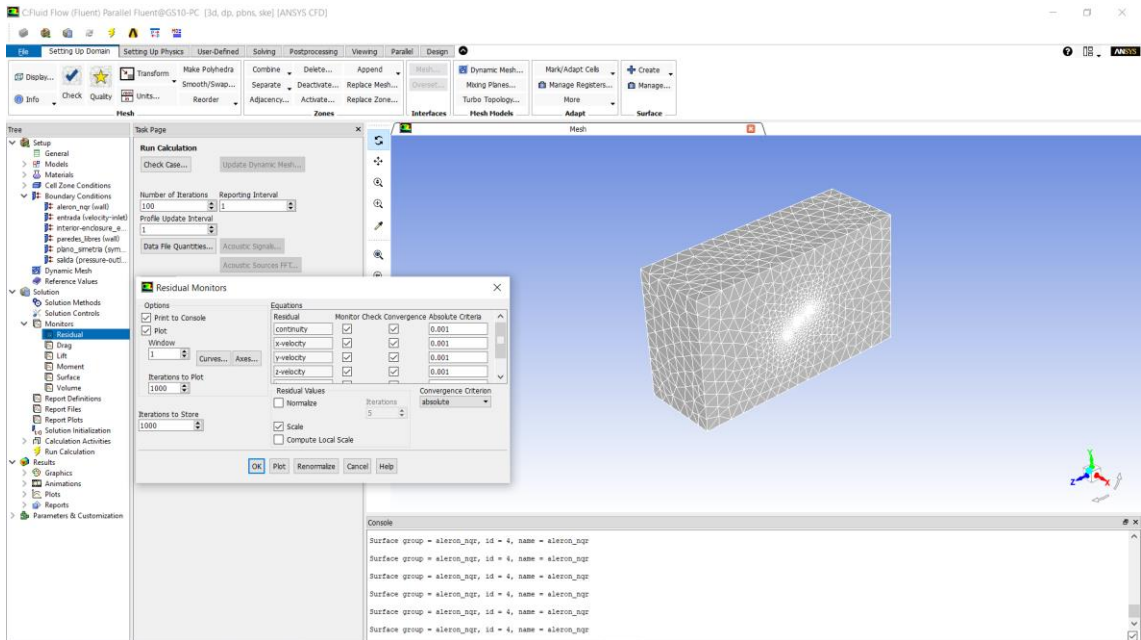 C:Fluid Flow (Fluent) Parallel Fluent@GS10-PC [3d, dp, pbns, ske] [ANSYS CFD]
File Setting Up Domain Setting Up Physics User-Defined Solving Postprocessing Viewing Parallel Design
ANSYS
Display...
Info
Check
Quality
Transform
Units...
Make Polyhedra
Smooth/Swap...
Reorder
Mesh
Combine
Separate
Adjacency...
Delete...
Deactivate...
Activate...
Append
Replace Mesh...
Replace Zone...
Zones
Mesh...
Overset...
Interfaces
Dynamic Mesh...
Mixing Planes...
Turbo Topology...
Mesh Models
Mark/Adapt Cells
Manage Registers...
More
Adapt
Create
Manage...
Surface
Tree
Setup
General
Models
Materials
Cell Zone Conditions
Boundary Conditions
aleron_nqr (wall)
entrada (velocity-inlet)
interior-enclosure_e...
paredes_libres (wall)
plano_simetria (sym...
salida (pressure-outl...
Dynamic Mesh
Reference Values
Solution
Solution Methods
Solution Controls
Monitors
Residual
Drag
Lift
Moment
Surface
Volume
Report Definitions
Report Files
Report Plots
Solution Initialization
Calculation Activities
Run Calculation
Results
Graphics
Animations
Plots
Reports
Parameters & Customization
Task Page
Run Calculation
Check Case...
Update Dynamic Mesh...
Number of Iterations
100
Reporting Interval
1
Profile Update Interval
1
Data File Quantities...
Acoustic Signals...
Acoustic Sources FFT...
Residual Monitors
Options
Print to Console
Plot
Window
1
Curves...
Axes...
Iterations to Plot
1000
Iterations to Store
1000
Equations
Residual Monitor Check Convergence Absolute Criteria
continuity 0.001
x-velocity 0.001
y-velocity 0.001
z-velocity 0.001
Residual Values
Normalize
Iterations
5
Scale
Compute Local Scale
Convergence Criterion
absolute
OK Plot Renormalize Cancel Help
Mesh
Y
Z
X
Console
Surface group = aleron_nqr, id = 4, name = aleron_nqr
Surface group = aleron_nqr, id = 4, name = aleron_nqr
Surface group = aleron_nqr, id = 4, name = aleron_nqr
Surface group = aleron_nqr, id = 4, name = aleron_nqr
Surface group = aleron_nqr, id = 4, name = aleron_nqr
Surface group = aleron_nqr, id = 4, name = aleron_nqr